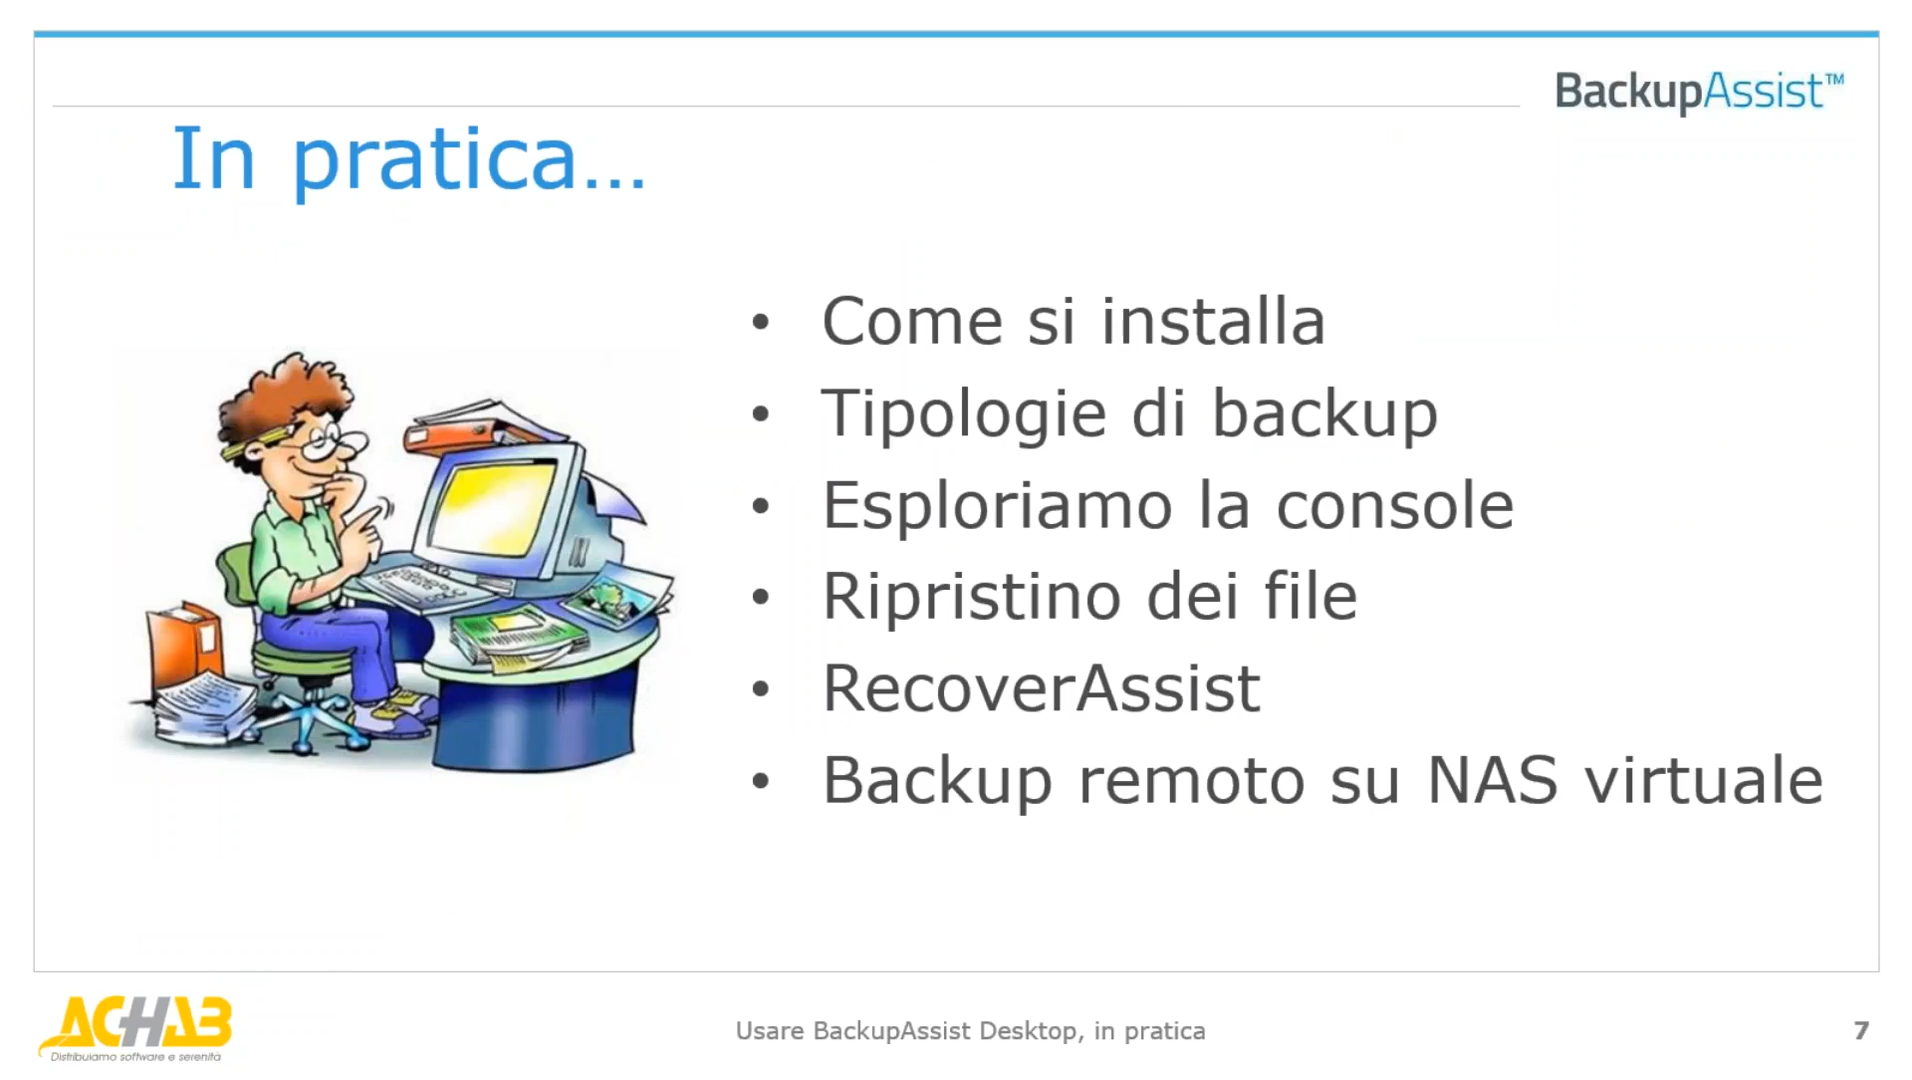 BackupAssist™
In pratica...
• Come si installa
• Tipologie di backup
• Esploriamo la console
• Ripristino dei file
• RecoverAssist
• Backup remoto su NAS virtuale
ACHAB
Distribuiamo software e serenità
Usare BackupAssist Desktop, in pratica
7